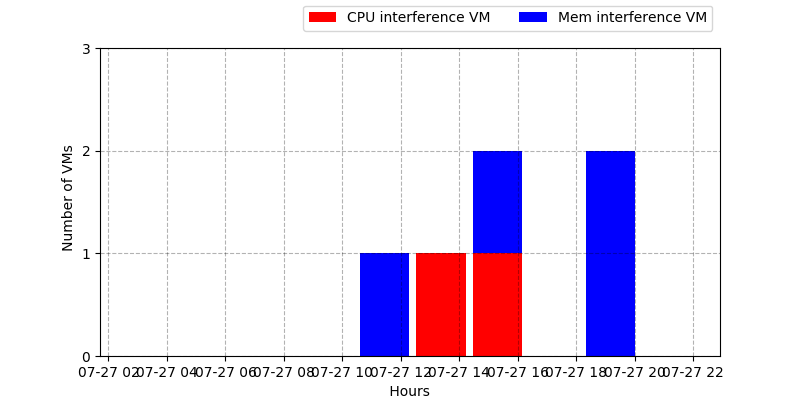 CPU interference VM Mem interference VM
3
2
1
0
Number of VMs
07-27 02 07-27 04 07-27 06 07-27 08 07-27 10 07-27 12 07-27 14 07-27 16 07-27 18 07-27 20 07-27 22
Hours